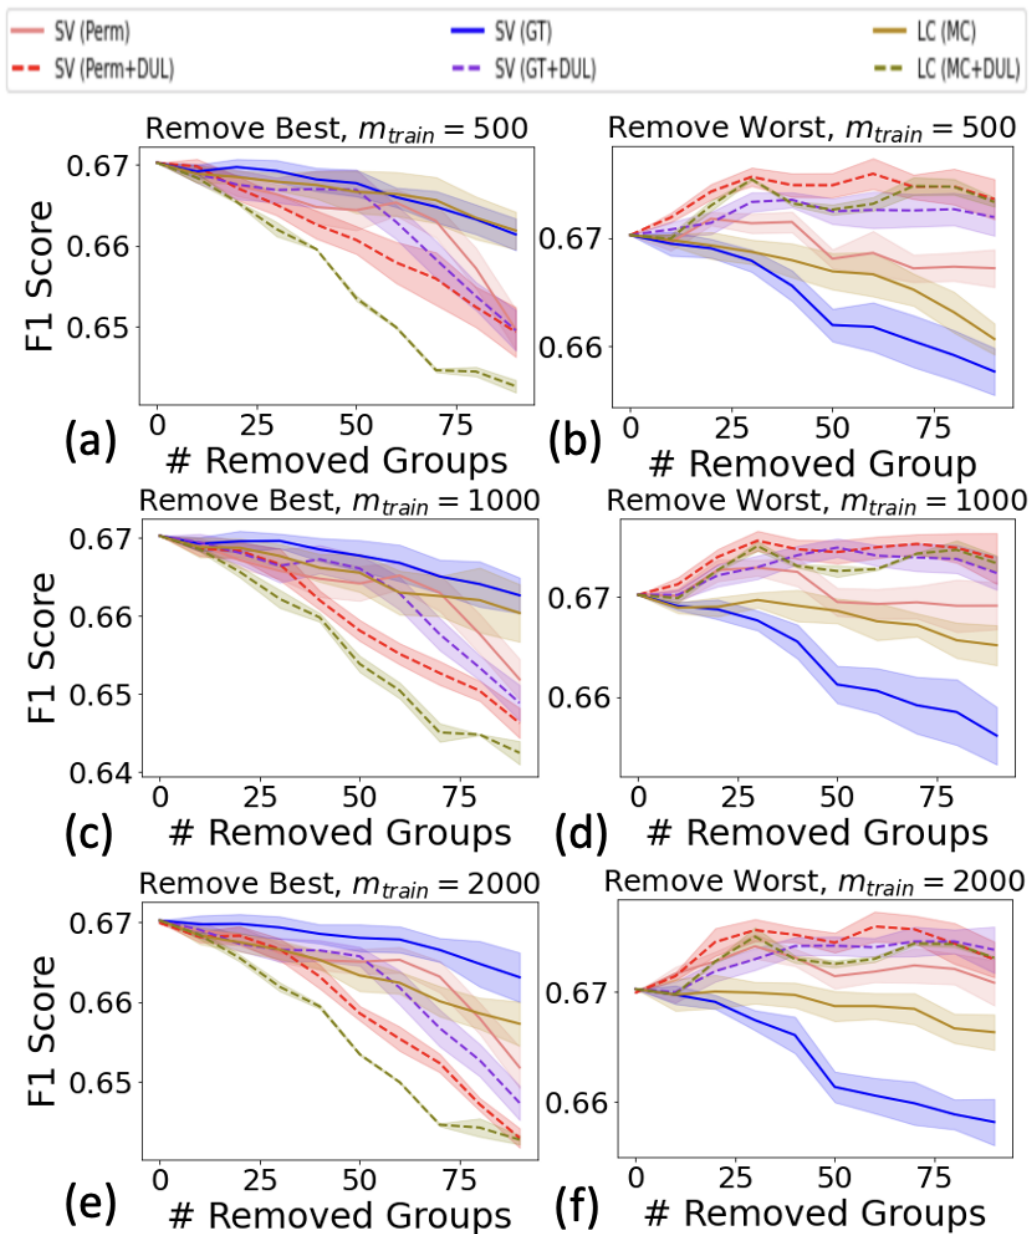 SV (Perm) SV (GT) LC (MC)
SV (Perm+DUL) SV (GT+DUL) LC (MC+DUL)
Remove Best, m_train = 500
F1 Score
0.67
0.66
0.65
0 25 50 75
(a)
# Removed Groups
Remove Worst, m_train = 500
0.67
0.66
0 25 50 75
(b)
# Removed Group
Remove Best, m_train = 1000
F1 Score
0.67
0.66
0.65
0.64
0 25 50 75
(c)
# Removed Groups
Remove Worst, m_train = 1000
0.67
0.66
0 25 50 75
(d)
# Removed Groups
Remove Best, m_train = 2000
F1 Score
0.67
0.66
0.65
0 25 50 75
(e)
# Removed Groups
Remove Worst, m_train = 2000
0.67
0.66
0 25 50 75
(f)
# Removed Groups